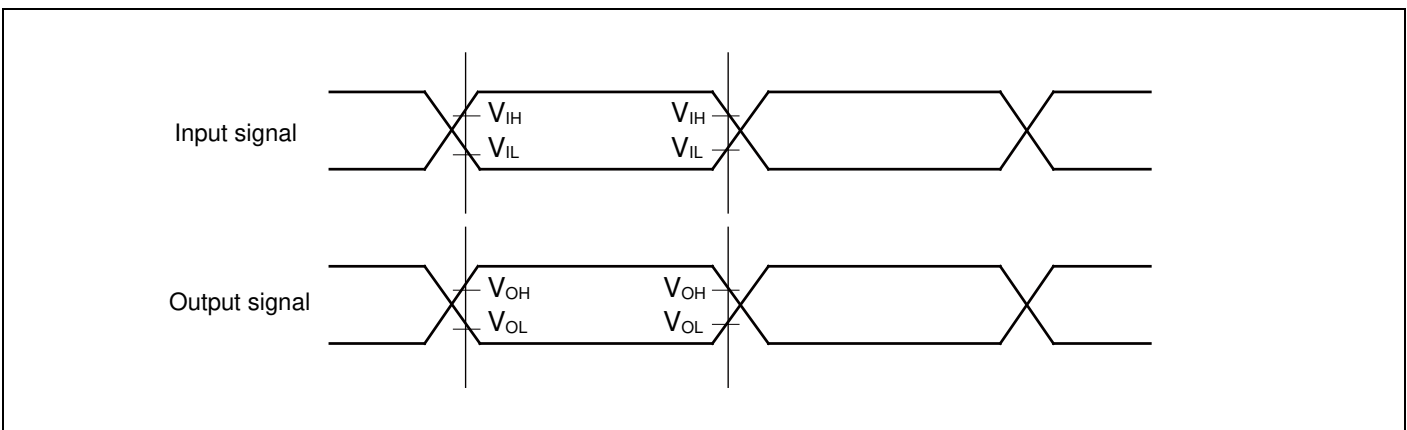 VIH VIH
Input signal
VIL VIL
VOH VOH
Output signal
VOL VOL